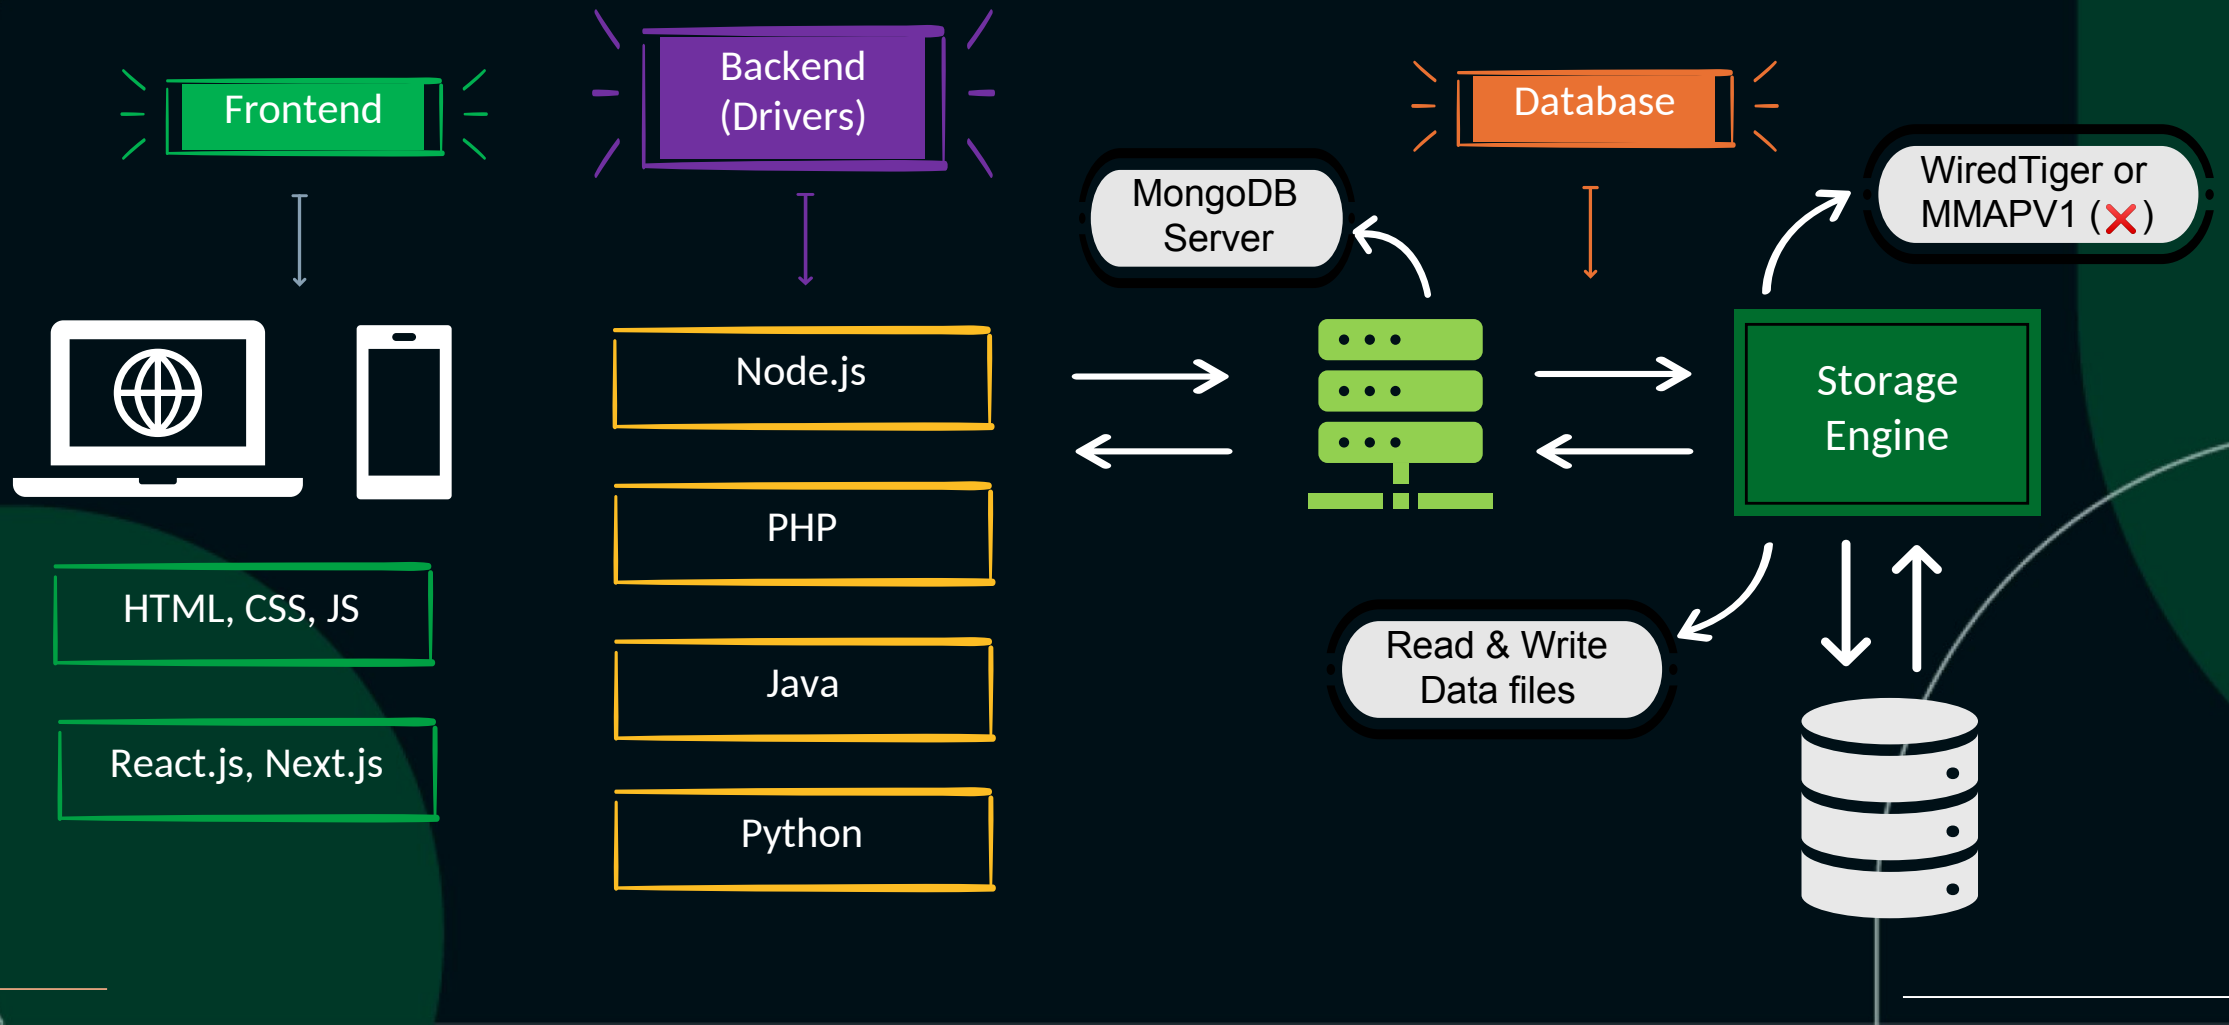 Frontend
Backend
(Drivers)
Database
MongoDB
Server
WiredTiger or
MMAPV1 (❌)
Node.js
PHP
Java
Python
HTML, CSS, JS
React.js, Next.js
Storage
Engine
Read & Write
Data files